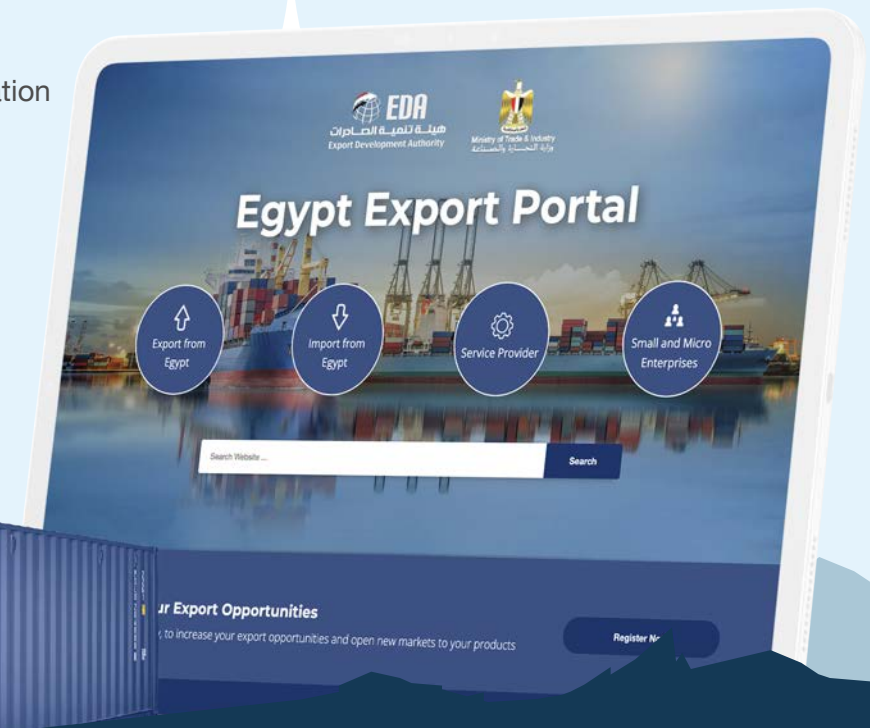 EDA
هيئة تنمية الصادرات
Export Development Authority
Ministry of Trade & Industry
وزارة التجارة والصناعة
Egypt Export Portal
Export from
Egypt
Import from
Egypt
Service Provider
Small and Micro
Enterprises
Search Website ...
Search
Export Opportunities
to increase your export opportunities and open new markets to your products
Register